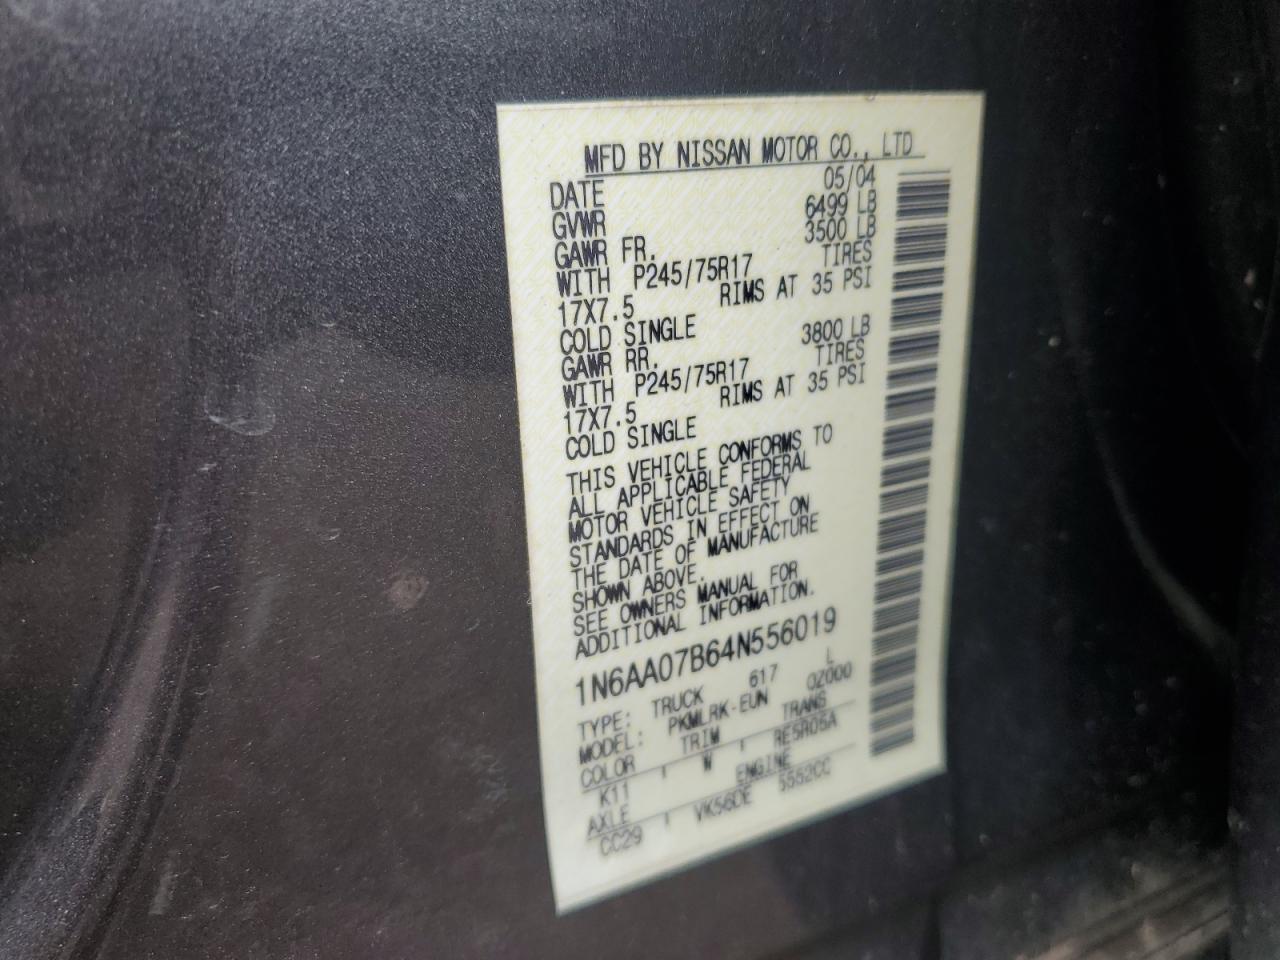 MFD BY NISSAN MOTOR CO., LTD
DATE 05/04
GVWR 6499 LB
GAWR FR. 3500 LB
WITH P245/75R17 TIRES
17X7.5 RIMS AT 35 PSI
COLD SINGLE
GAWR RR. 3800 LB
WITH P245/75R17 TIRES
17X7.5 RIMS AT 35 PSI
COLD SINGLE
THIS VEHICLE CONFORMS TO
ALL APPLICABLE FEDERAL
MOTOR VEHICLE SAFETY
STANDARDS IN EFFECT ON
THE DATE OF MANUFACTURE
SHOWN ABOVE.
SEE OWNERS MANUAL FOR
ADDITIONAL INFORMATION.
1N6AA07B64N556019
TYPE: TRUCK 617 L
MODEL: PKMLRK-EUN 0Z000
COLOR TRIM TRANS
K11 W RE5R05A
AXLE ENGINE
CC29 VK56DE 5552CC